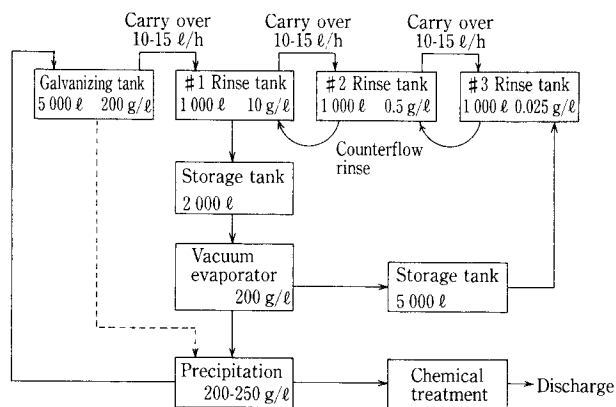 Carry over
10-15 ℓ/h
Carry over
10-15 ℓ/h
Carry over
10-15 ℓ/h
Galvanizing tank
5 000 ℓ 200 g/ℓ
#1 Rinse tank
1 000 ℓ 10 g/ℓ
#2 Rinse tank
1 000 ℓ 0.5 g/ℓ
#3 Rinse tank
1 000 ℓ 0.025 g/ℓ
Counterflow
rinse
Storage tank
2 000 ℓ
Vacuum
evaporator
200 g/ℓ
Storage tank
5 000 ℓ
Precipitation
200-250 g/ℓ
Chemical
treatment
Discharge